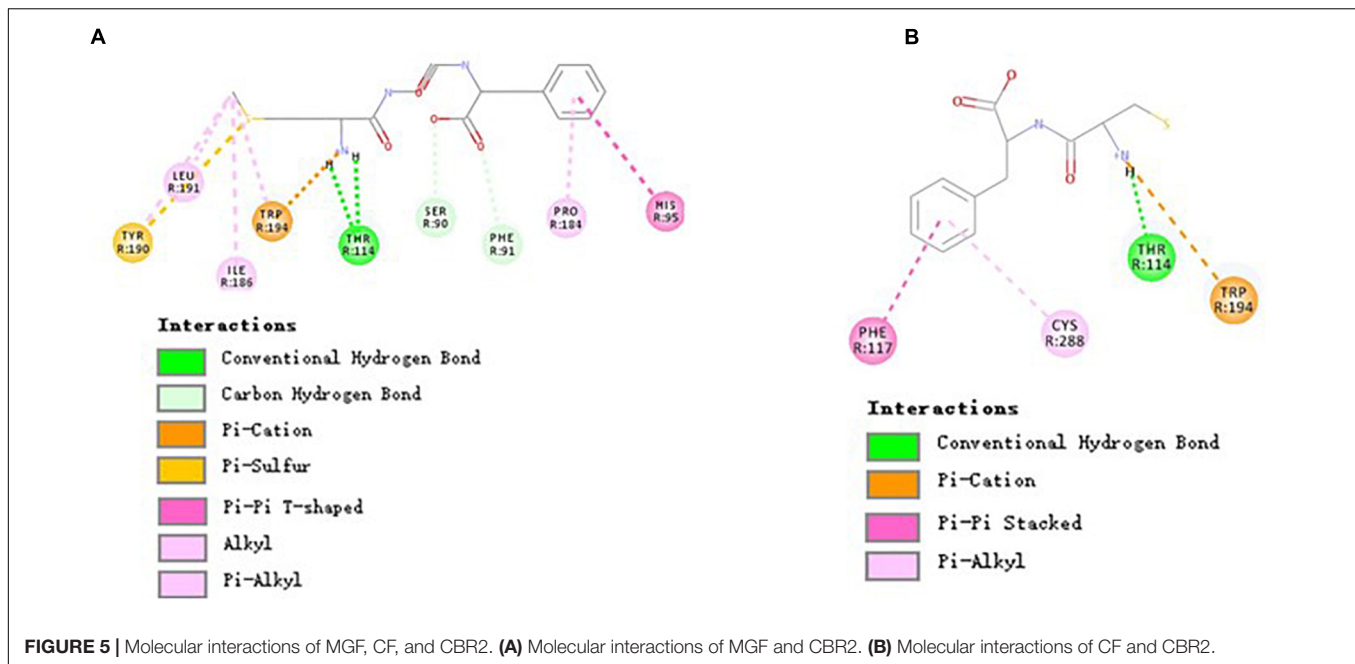 A
B
O
O
N
N
O
O
O
O
S
N
H
H
LEU
R:191
TYR
R:190
TRP
R:194
ILE
R:186
THR
R:114
SER
R:90
PHE
R:91
PRO
R:184
HIS
R:95
Interactions
Conventional Hydrogen Bond
Carbon Hydrogen Bond
Pi-Cation
Pi-Sulfur
Pi-Pi T-shaped
Alkyl
Pi-Alkyl
O
O
N
O
N
H
S
THR
R:114
TRP
R:194
PHE
R:117
CYS
R:288
Interactions
Conventional Hydrogen Bond
Pi-Cation
Pi-Pi Stacked
Pi-Alkyl
FIGURE 5 | Molecular interactions of MGF, CF, and CBR2. (A) Molecular interactions of MGF and CBR2. (B) Molecular interactions of CF and CBR2.